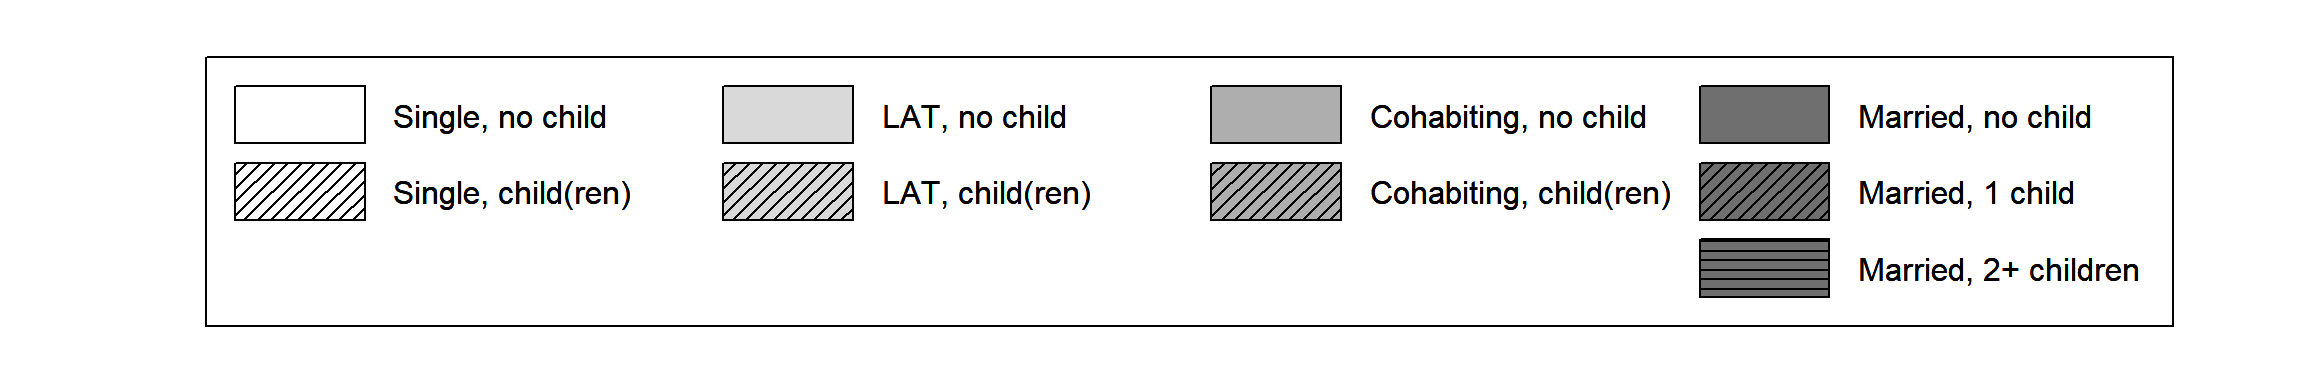 Single, no child
LAT, no child
Cohabiting, no child
Married, no child
Single, child(ren)
LAT, child(ren)
Cohabiting, child(ren)
Married, 1 child
Married, 2+ children